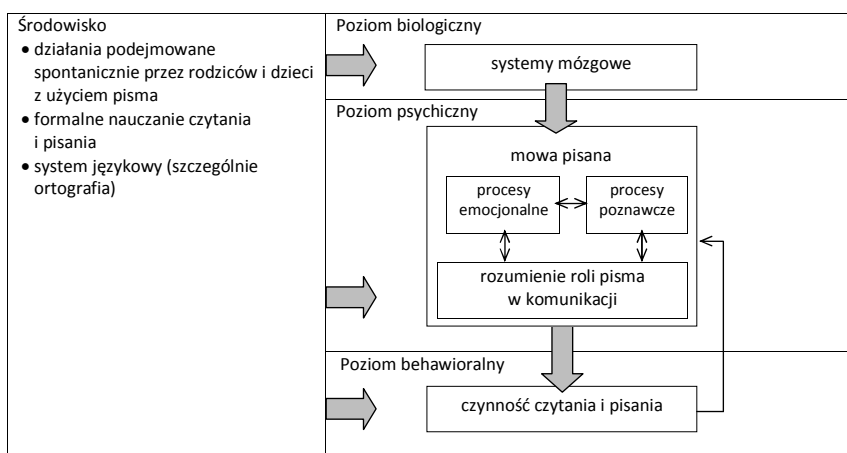 Środowisko
• działania podejmowane
spontanicznie przez rodziców i dzieci
z użyciem pisma
• formalne nauczanie czytania
i pisania
• system językowy (szczególnie
ortografia)
Poziom biologiczny
systemy mózgowe
Poziom psychiczny
mowa pisana
procesy
emocjonalne
procesy
poznawcze
rozumienie roli pisma
w komunikacji
Poziom behawioralny
czynność czytania i pisania